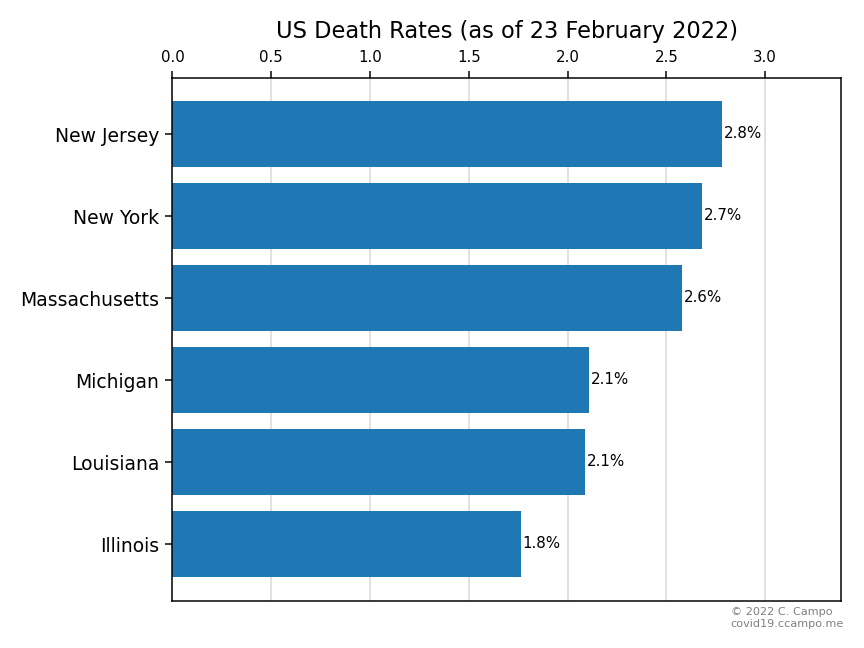 US Death Rates (as of 23 February 2022)
0.0 0.5 1.0 1.5 2.0 2.5 3.0
New Jersey 2.8%
New York 2.7%
Massachusetts 2.6%
Michigan 2.1%
Louisiana 2.1%
Illinois 1.8%
© 2022 C. Campo
covid19.ccampo.me